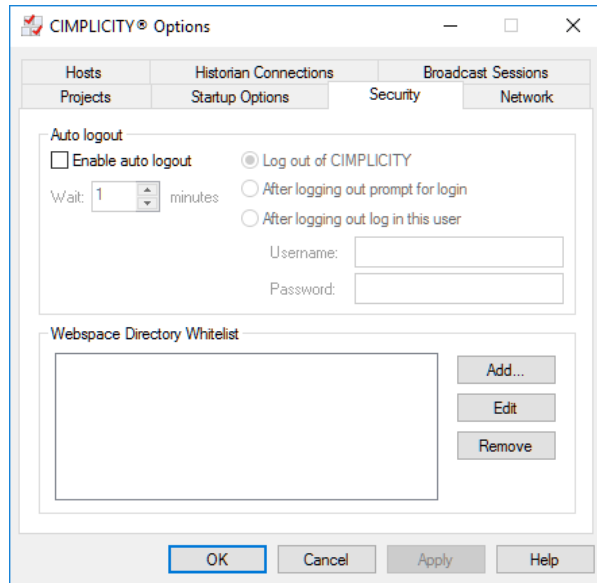 CIMPLICITY® Options
Hosts Historian Connections Broadcast Sessions
Projects Startup Options Security Network
Auto logout
Enable auto logout Log out of CIMPLICITY
Wait: 1 minutes After logging out prompt for login
After logging out log in this user
Username:
Password:
Webspace Directory Whitelist
Add...
Edit
Remove
OK Cancel Apply Help